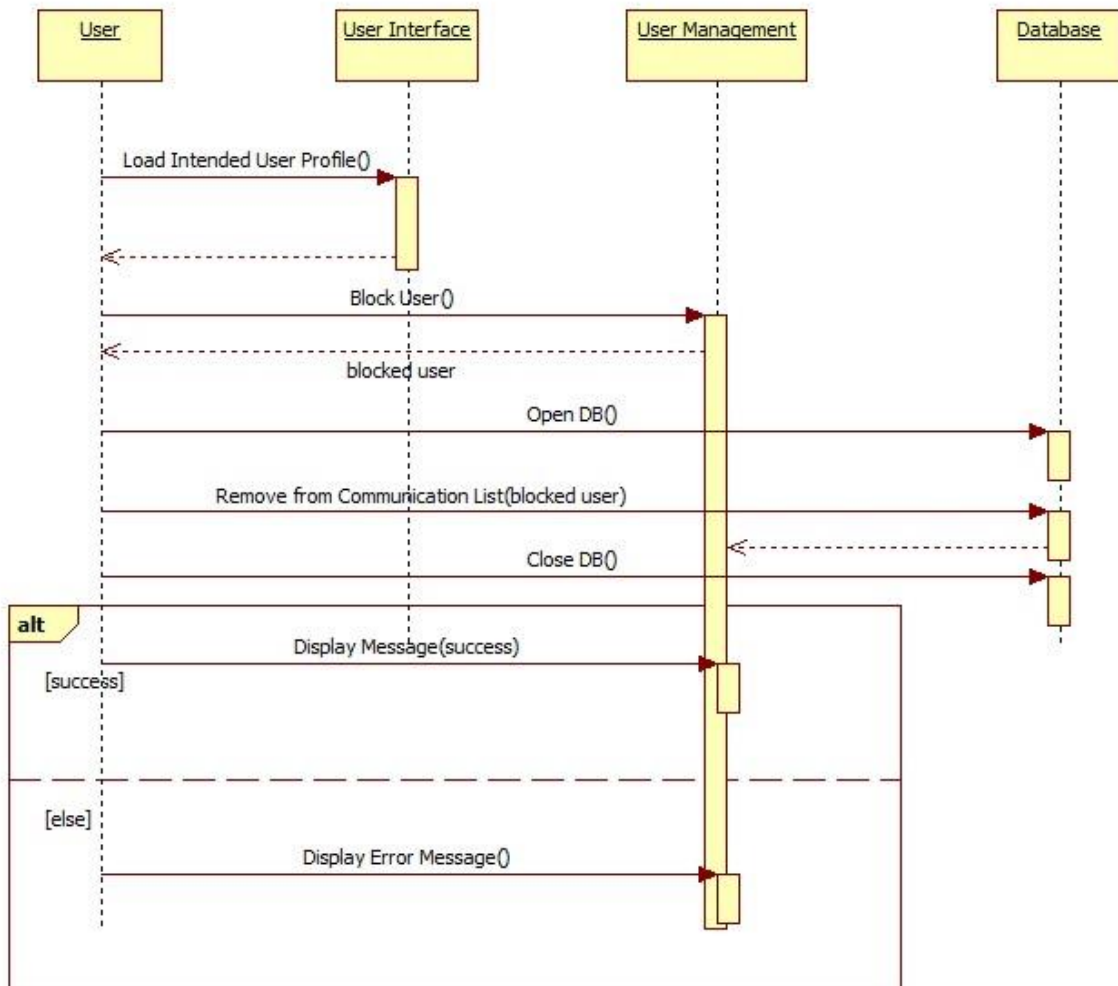 User
User Interface
User Management
Database
Load Intended User Profile()
Block User()
blocked user
Open DB()
Remove from Communication List(blocked user)
Close DB()
alt
Display Message(success)
[success]
[else]
Display Error Message()